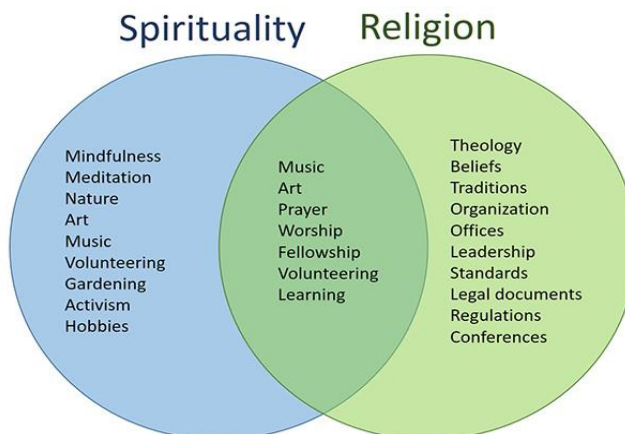 Spirituality
Religion
Mindfulness
Meditation
Nature
Art
Music
Volunteering
Gardening
Activism
Hobbies
Music
Art
Prayer
Worship
Fellowship
Volunteering
Learning
Theology
Beliefs
Traditions
Organization
Offices
Leadership
Standards
Legal documents
Regulations
Conferences